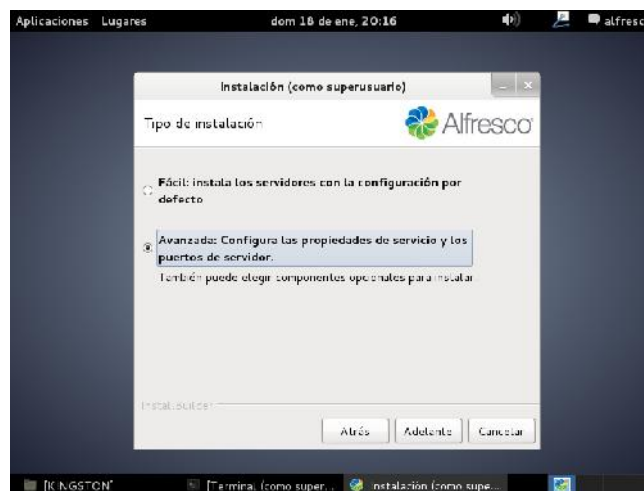 Aplicaciones Lugares dom 18 de ene, 20:16 alfresc
Instalación (como superusuario)
Tipo de instalación Alfresco
Fácil: instala los servidores con la configuración por
defecto
Avanzada: Configura las propiedades de servicio y los
puertos de servidor.
También puede elegir componentes opcionales para instalar
InstallBuilder
Atrás Adelante Cancelar
[KINGSTON] [Terminal (como super... Instalación (como supe...